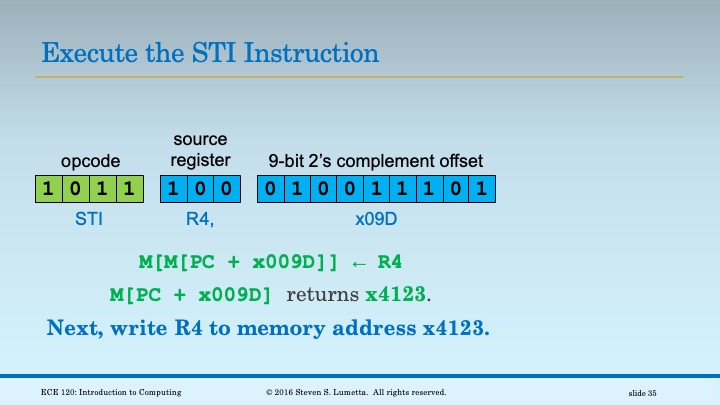 Execute the STI Instruction
opcode
source
register
9-bit 2's complement offset
1 0 1 1
1 0 0
0 1 0 0 1 1 1 0 1
STI
R4,
x09D
M[M[PC + x009D]] ← R4
M[PC + x009D] returns x4123.
Next, write R4 to memory address x4123.
ECE 120: Introduction to Computing
© 2016 Steven S. Lumetta. All rights reserved.
slide 35